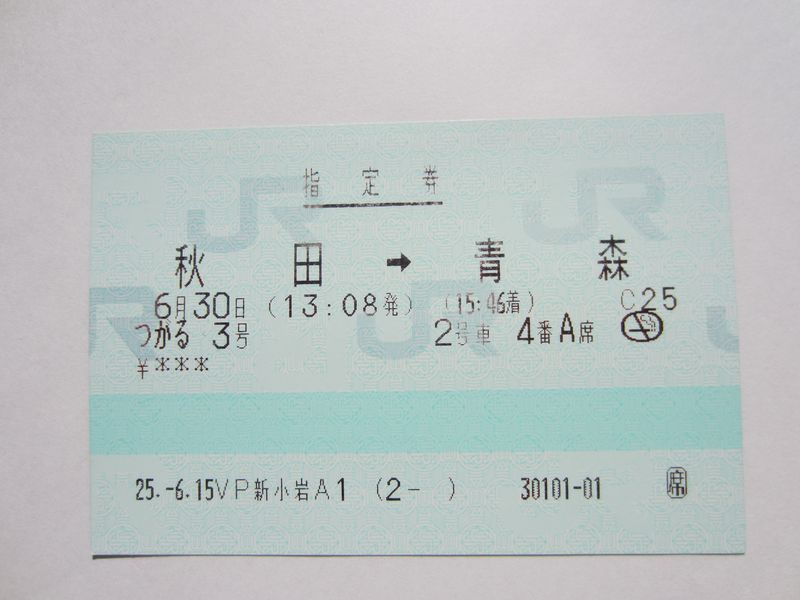 指定券
秋田 → 青森
6月30日 (13:08発) (15:46着) C25
つがる 3号 2号車 4番A席
¥***
25.-6.15VP新小岩A1 (2- ) 30101-01 席